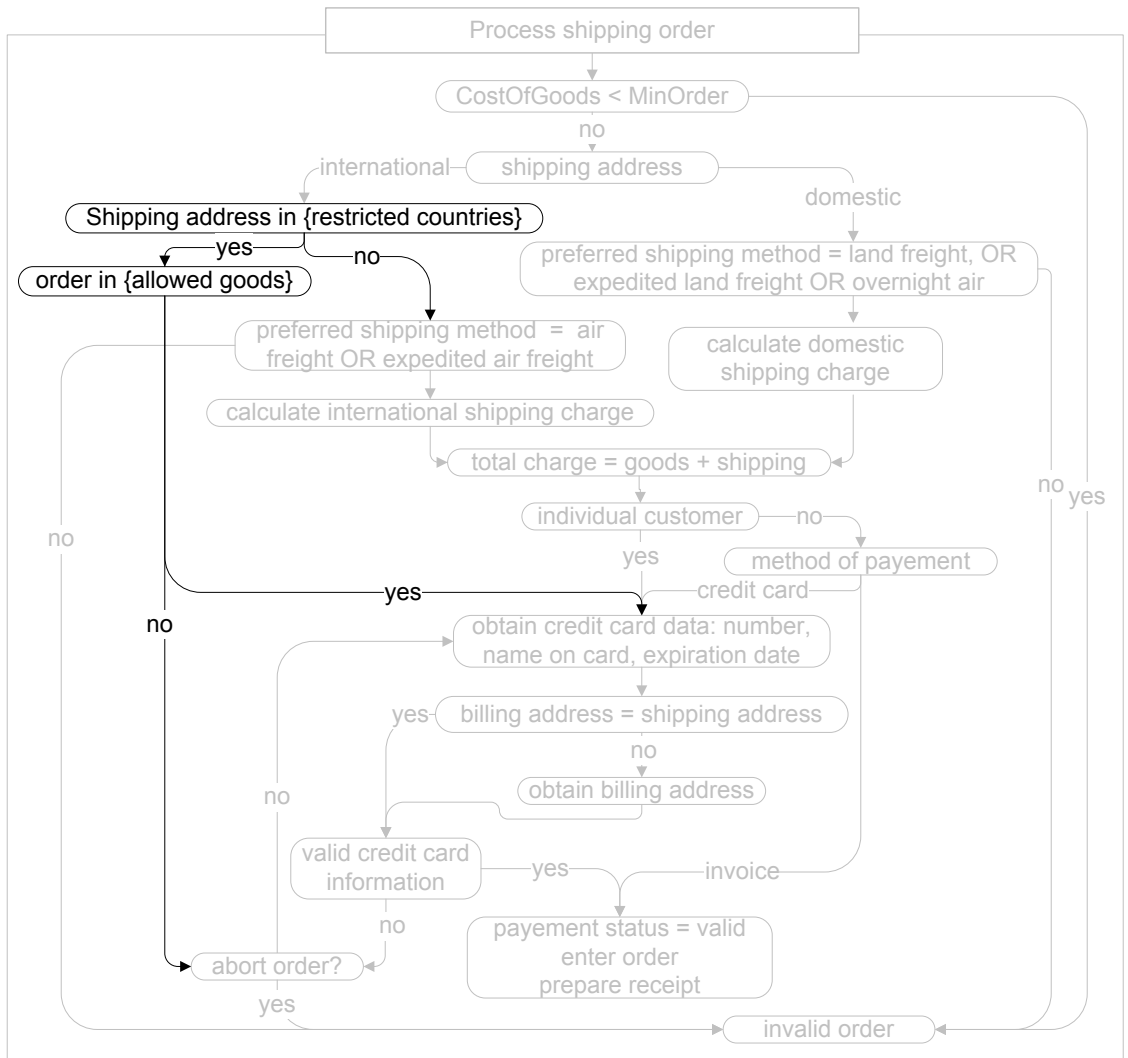 Process shipping order
CostOfGoods < MinOrder
no
international
shipping address
domestic
Shipping address in {restricted countries}
yes
no
order in {allowed goods}
preferred shipping method = land freight, OR
expedited land freight OR overnight air
preferred shipping method  =  air
freight OR expedited air freight
calculate domestic
shipping charge
calculate international shipping charge
total charge = goods + shipping
no
yes
individual customer
no
no
yes
method of payement
credit card
yes
no
obtain credit card data: number,
name on card, expiration date
yes
billing address = shipping address
no
no
obtain billing address
valid credit card
information
yes
invoice
no
payement status = valid
enter order
prepare receipt
abort order?
yes
invalid order